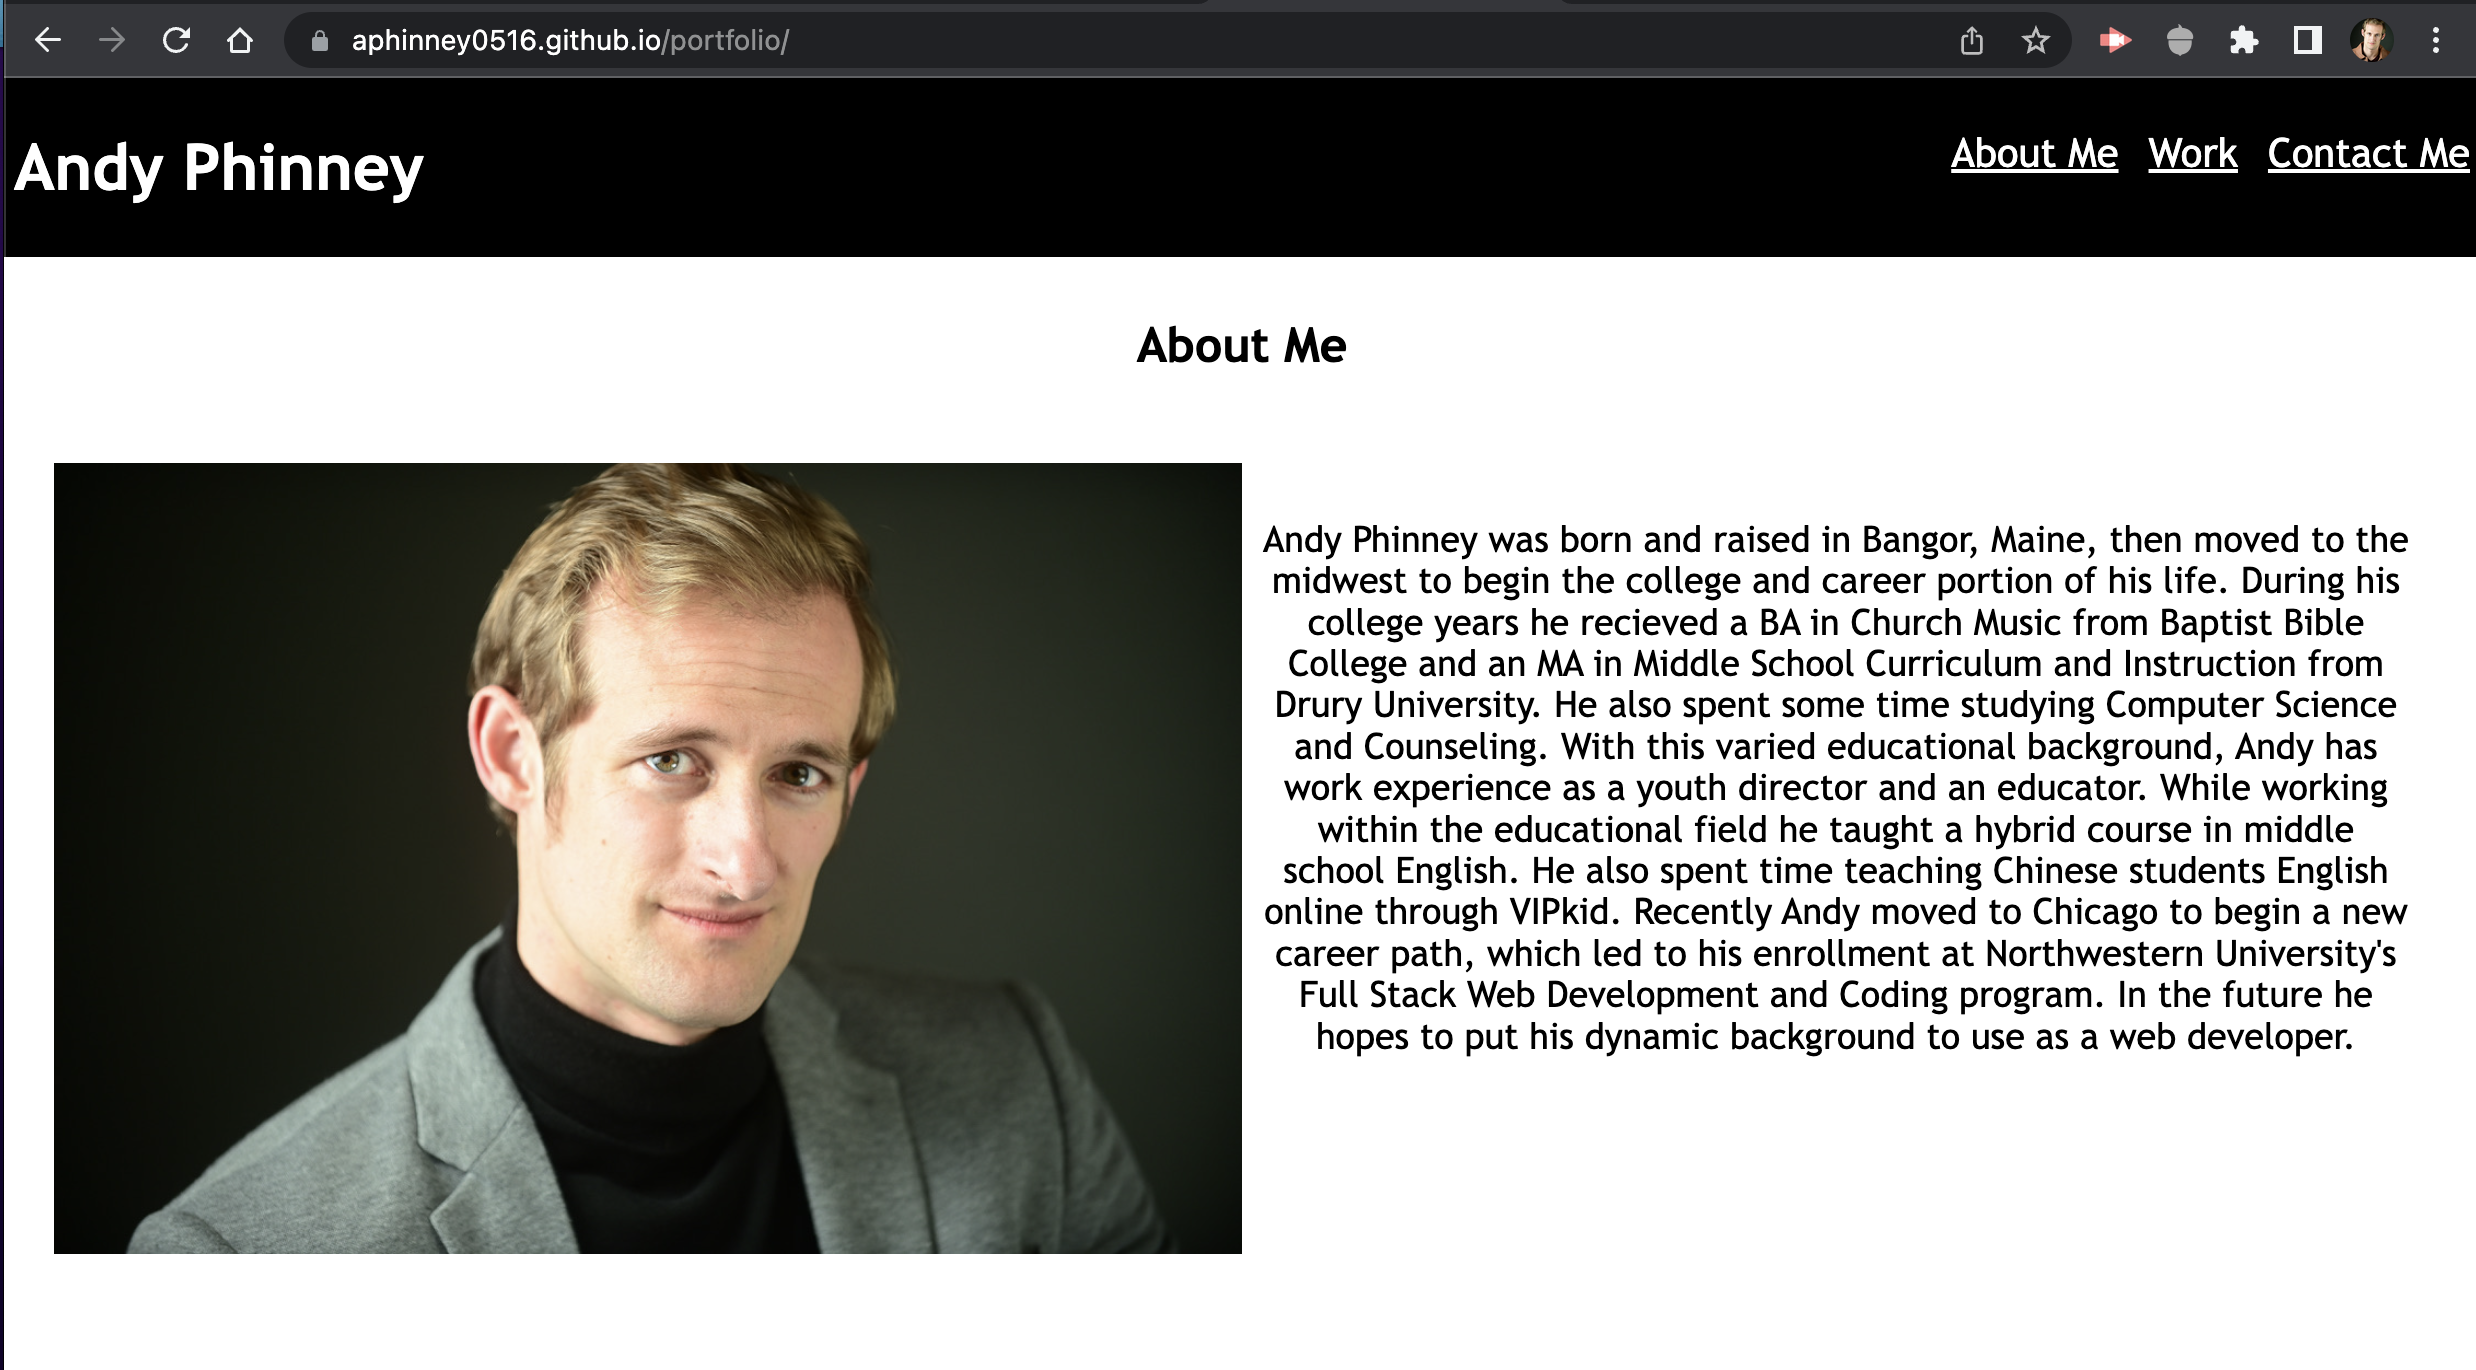 aphinney0516.github.io/portfolio/
Andy Phinney
About Me Work Contact Me
About Me
Andy Phinney was born and raised in Bangor, Maine, then moved to the
midwest to begin the college and career portion of his life. During his
college years he recieved a BA in Church Music from Baptist Bible
College and an MA in Middle School Curriculum and Instruction from
Drury University. He also spent some time studying Computer Science
and Counseling. With this varied educational background, Andy has
work experience as a youth director and an educator. While working
within the educational field he taught a hybrid course in middle
school English. He also spent time teaching Chinese students English
online through VIPkid. Recently Andy moved to Chicago to begin a new
career path, which led to his enrollment at Northwestern University's
Full Stack Web Development and Coding program. In the future he
hopes to put his dynamic background to use as a web developer.